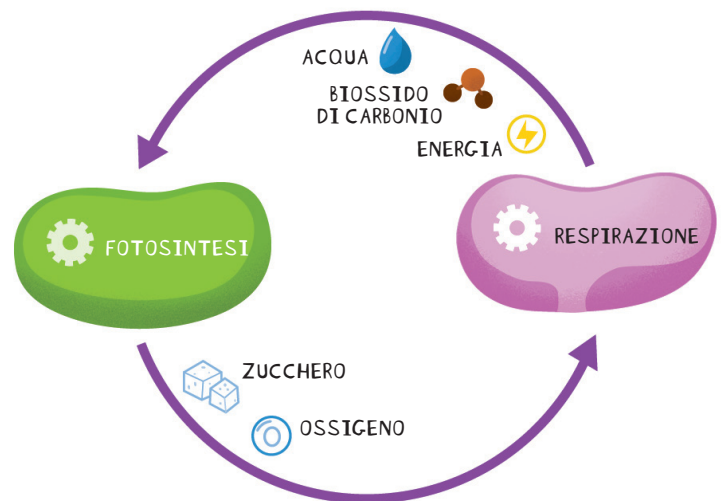 ACQUA
BIOSSIDO
DI CARBONIO
ENERGIA
FOTOSINTESI
RESPIRAZIONE
ZUCCHERO
OSSIGENO